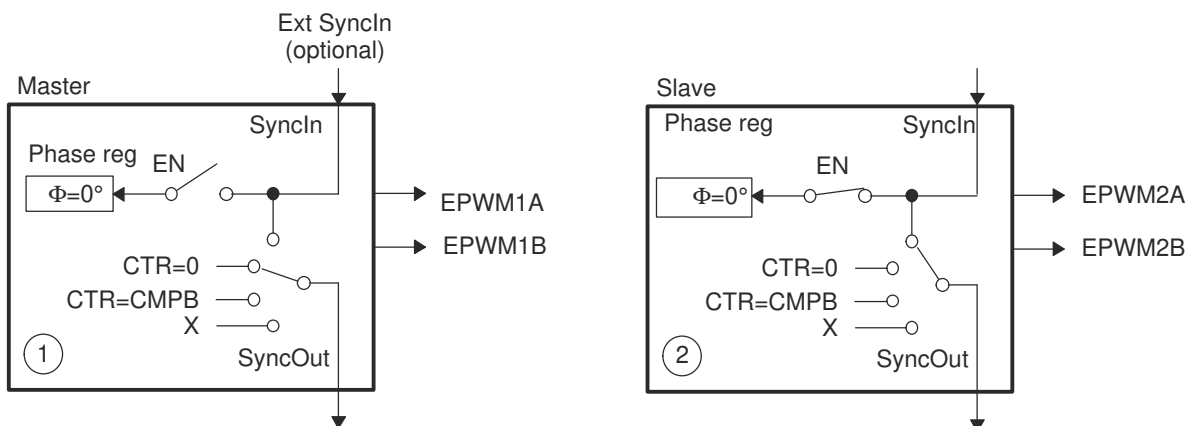 Ext SyncIn
(optional)
Master
SyncIn
Phase reg
EN
Φ=0°
EPWM1A
EPWM1B
CTR=0
CTR=CMPB
X
1
SyncOut
Slave
Phase reg
SyncIn
EN
Φ=0°
EPWM2A
EPWM2B
CTR=0
CTR=CMPB
X
2
SyncOut